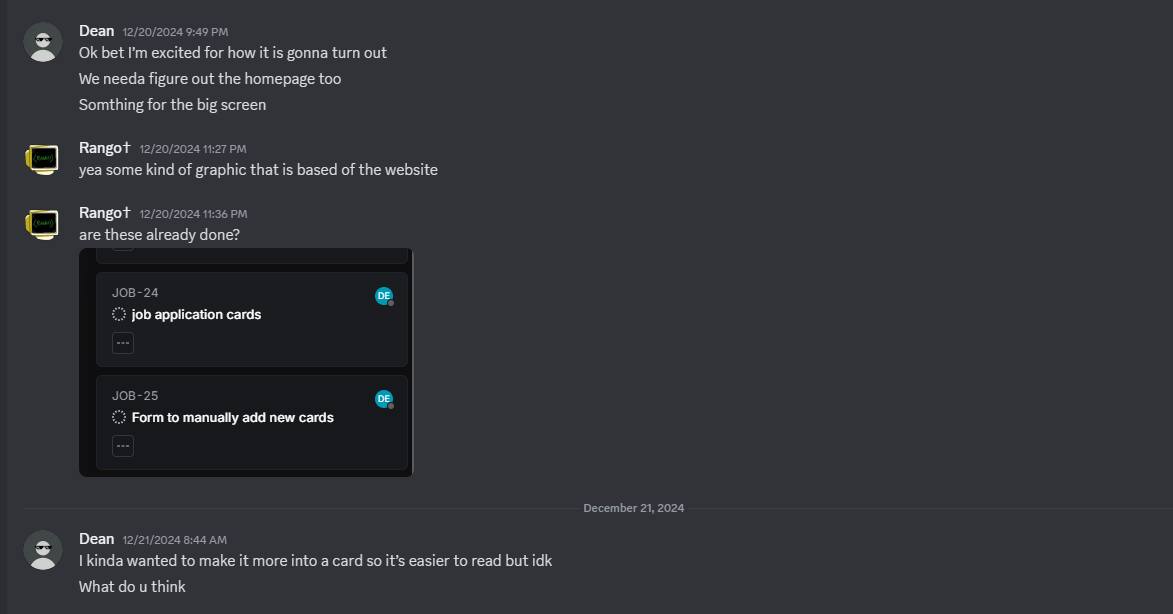 Dean 12/20/2024 9:49 PM
Ok bet I'm excited for how it is gonna turn out
We needa figure out the homepage too
Somthing for the big screen
Rango† 12/20/2024 11:27 PM
yea some kind of graphic that is based of the website
Rango† 12/20/2024 11:36 PM
are these already done?
JOB-24
DE
job application cards
---
JOB-25
DE
Form to manually add new cards
---
December 21, 2024
Dean 12/21/2024 8:44 AM
I kinda wanted to make it more into a card so it's easier to read but idk
What do u think